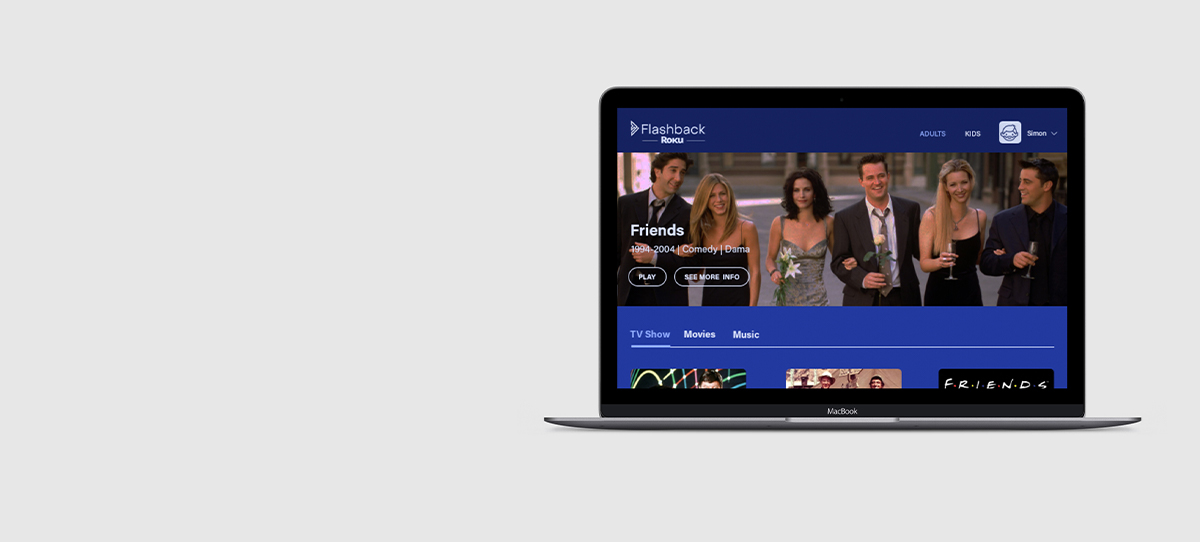 Flashback
ROKU
ADULTS KIDS Simon
Friends
1994-2004 | Comedy | Dama
PLAY SEE MORE INFO
TV Show Movies Music
F·R·I·E·N·D·S
MacBook